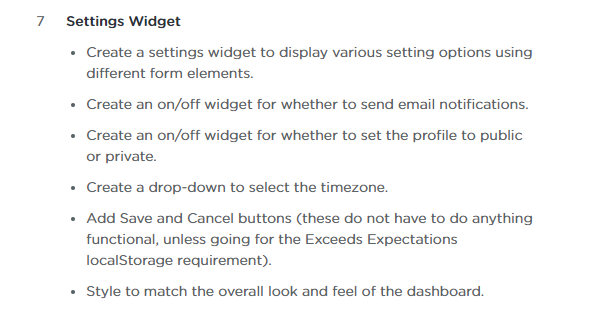 7 Settings Widget
• Create a settings widget to display various setting options using
different form elements.
• Create an on/off widget for whether to send email notifications.
• Create an on/off widget for whether to set the profile to public
or private.
• Create a drop-down to select the timezone.
• Add Save and Cancel buttons (these do not have to do anything
functional, unless going for the Exceeds Expectations
localStorage requirement).
• Style to match the overall look and feel of the dashboard.